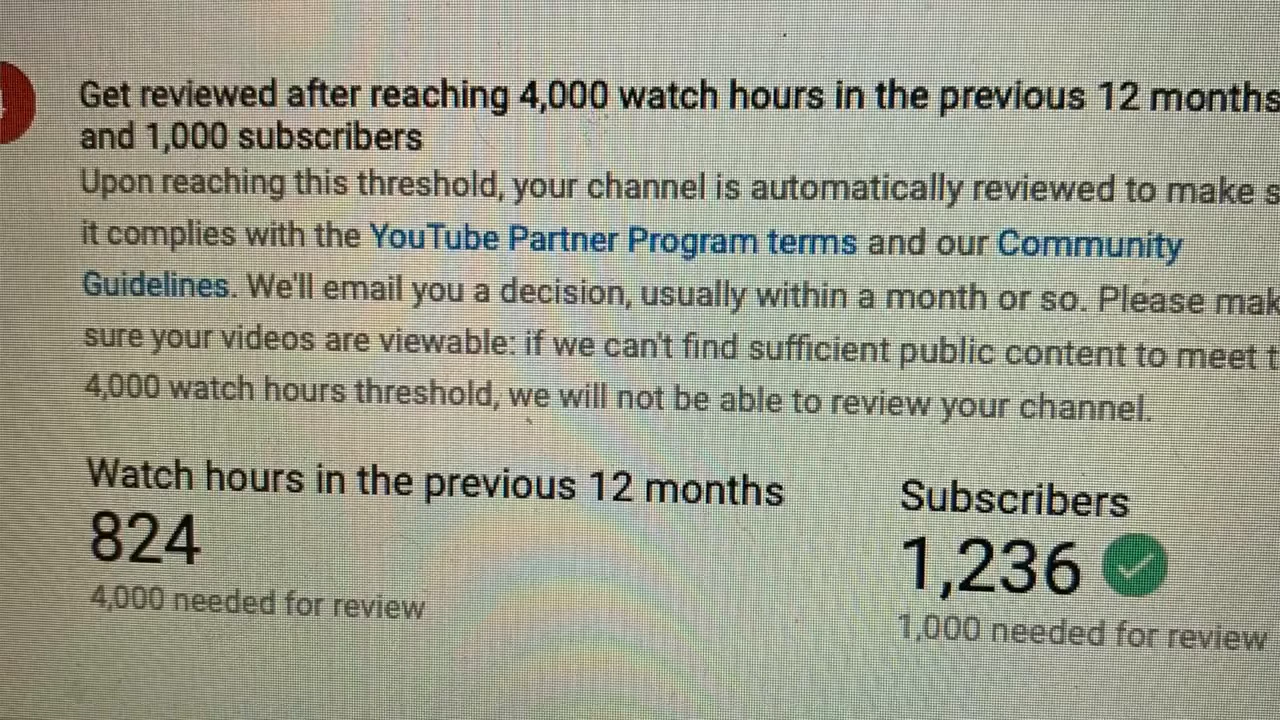 Get reviewed after reaching 4,000 watch hours in the previous 12 months
and 1,000 subscribers
Upon reaching this threshold, your channel is automatically reviewed to make s
it complies with the YouTube Partner Program terms and our Community
Guidelines. We'll email you a decision, usually within a month or so. Please mak
sure your videos are viewable: if we can't find sufficient public content to meet t
4,000 watch hours threshold, we will not be able to review your channel.
Watch hours in the previous 12 months
824
4,000 needed for review
Subscribers
1,236
1,000 needed for review